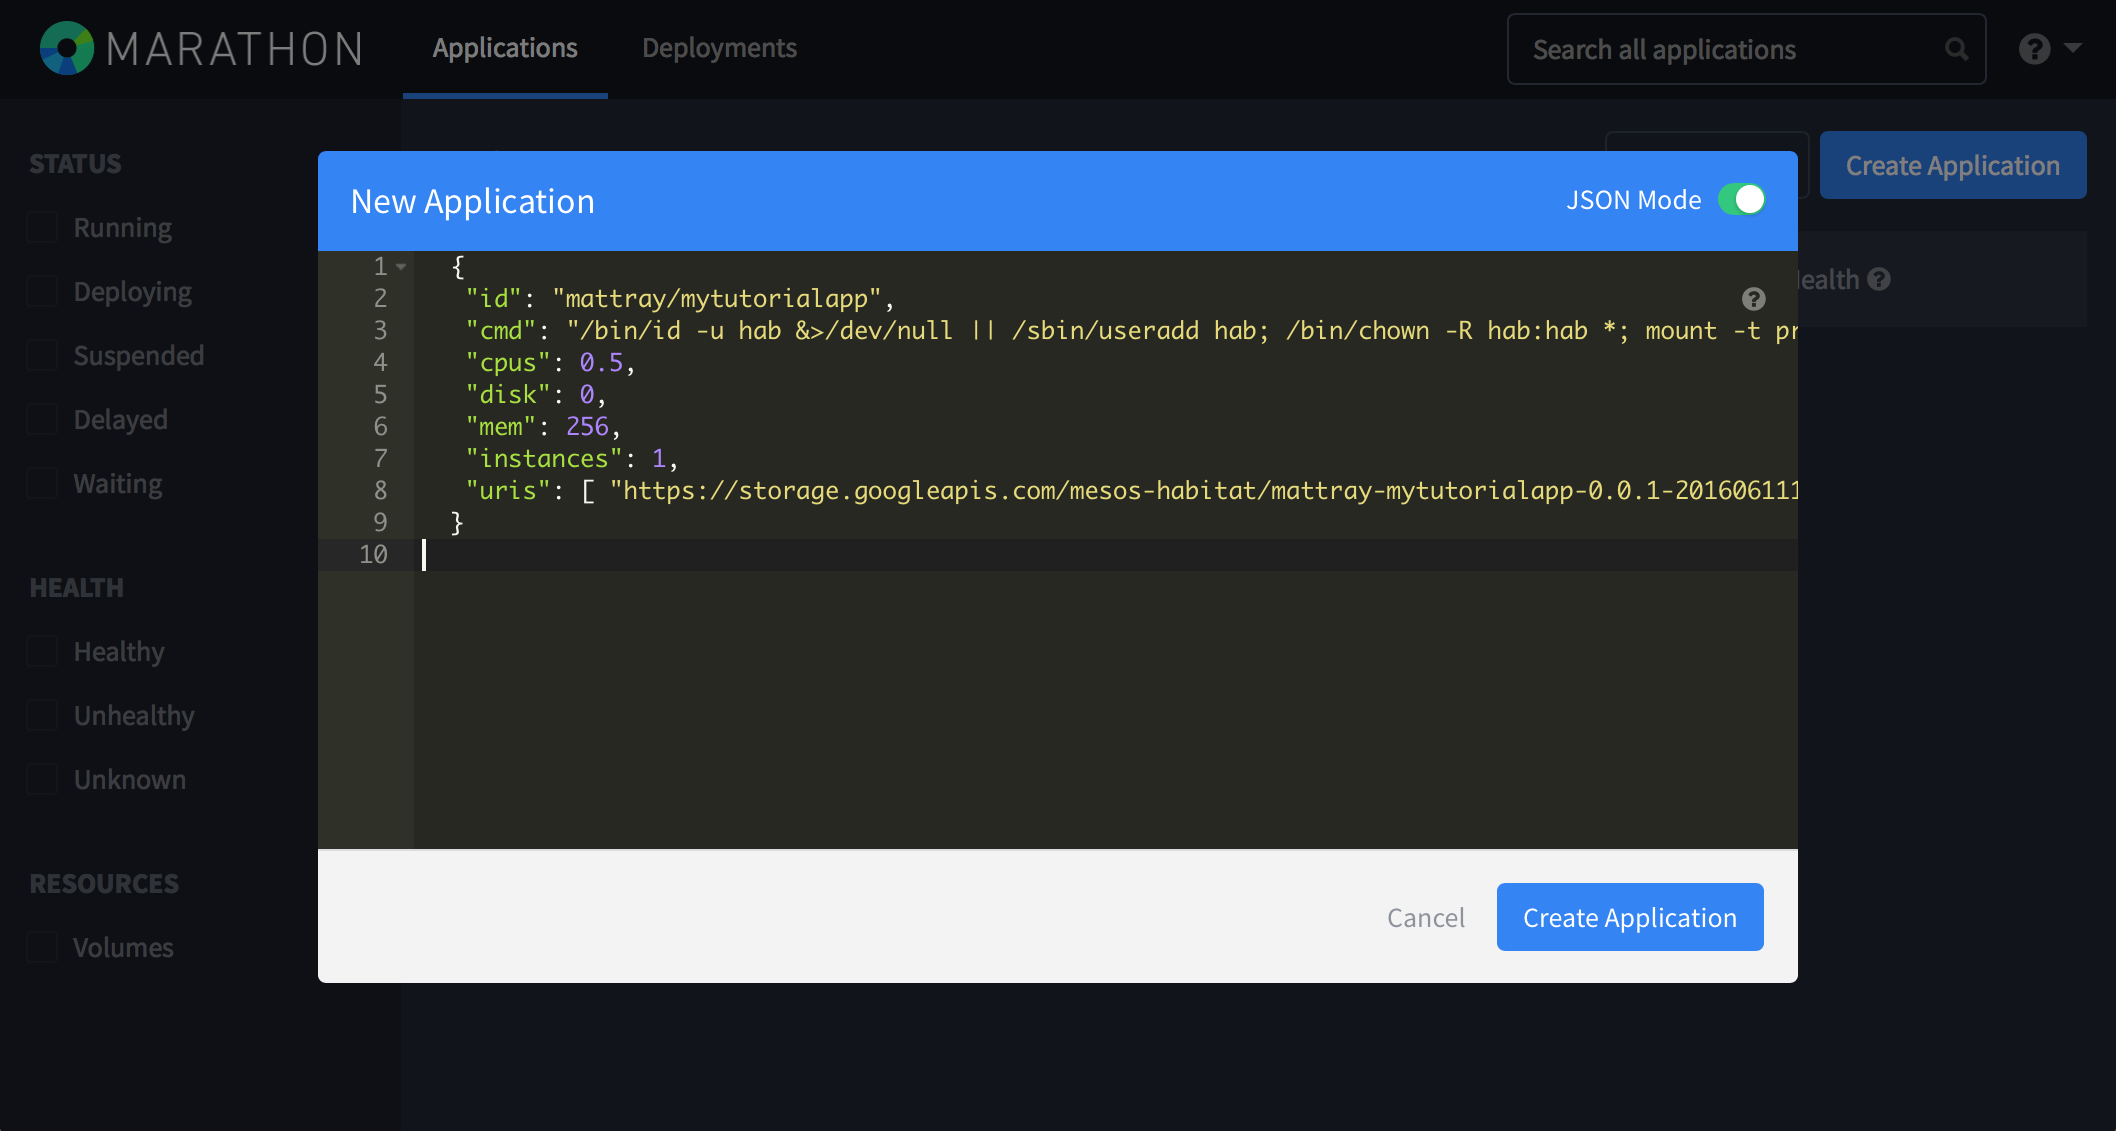 MARATHON
Applications
Deployments
Search all applications
STATUS
Running
Deploying
Suspended
Delayed
Waiting
HEALTH
Healthy
Unhealthy
Unknown
RESOURCES
Volumes
Create Application
ealth
New Application
JSON Mode
1 {
2 "id": "mattray/mytutorialapp",
3 "cmd": "/bin/id -u hab &>/dev/null || /sbin/useradd hab; /bin/chown -R hab:hab *; mount -t pr
4 "cpus": 0.5,
5 "disk": 0,
6 "mem": 256,
7 "instances": 1,
8 "uris": [ "https://storage.googleapis.com/mesos-habitat/mattray-mytutorialapp-0.0.1-201606111
9 }
10
Cancel
Create Application